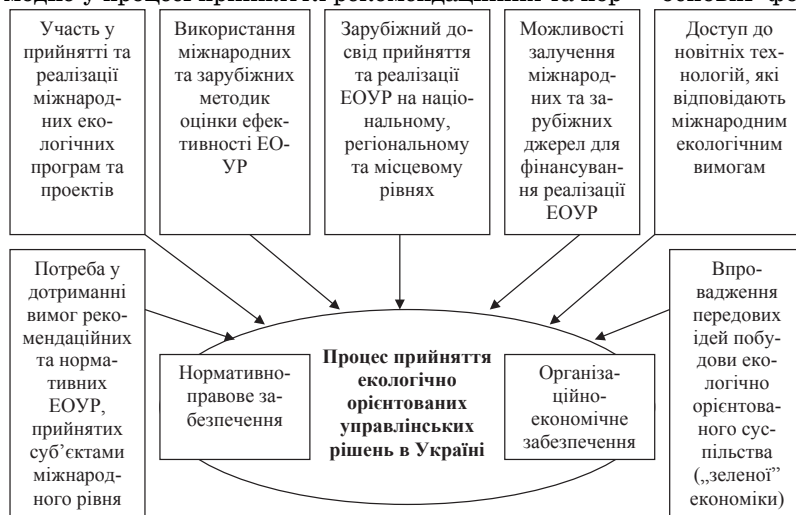 Участь у
прийнятті та
реалізації
міжнарод-
них еко-
логічних
програм та
проектів
Використання
міжнародних
та зарубіжних
методик
оцінки ефек-
тивності ЕО-
УР
Зарубіжний до-
свід прийняття
та реалізації
ЕОУР на націо-
нальному,
регіональному
та місцевому
рівнях
Можливості
залучення
міжнарод-
них та за-
рубіжних
джерел для
фінансуван-
ня реалізації
ЕОУР
Доступ до
новітніх тех-
нологій, які
відповідають
міжнародним
екологічним
вимогам
Потреба у
дотриманні
вимог реко-
мендаційних
та норма-
тивних
ЕОУР,
прийнятих
суб’єктами
міжнарод-
ного рівня
Нормативно-
правове за-
безпечення
Процес прийняття
екологічно
орієнтованих
управлінських
рішень в Україні
Організа-
ційно-
економічне
забезпечення
Впро-
вадження
передових
ідей побу-
дови еко-
логічно
орієнтова-
ного сус-
пільства
(„зеленої”
економіки)